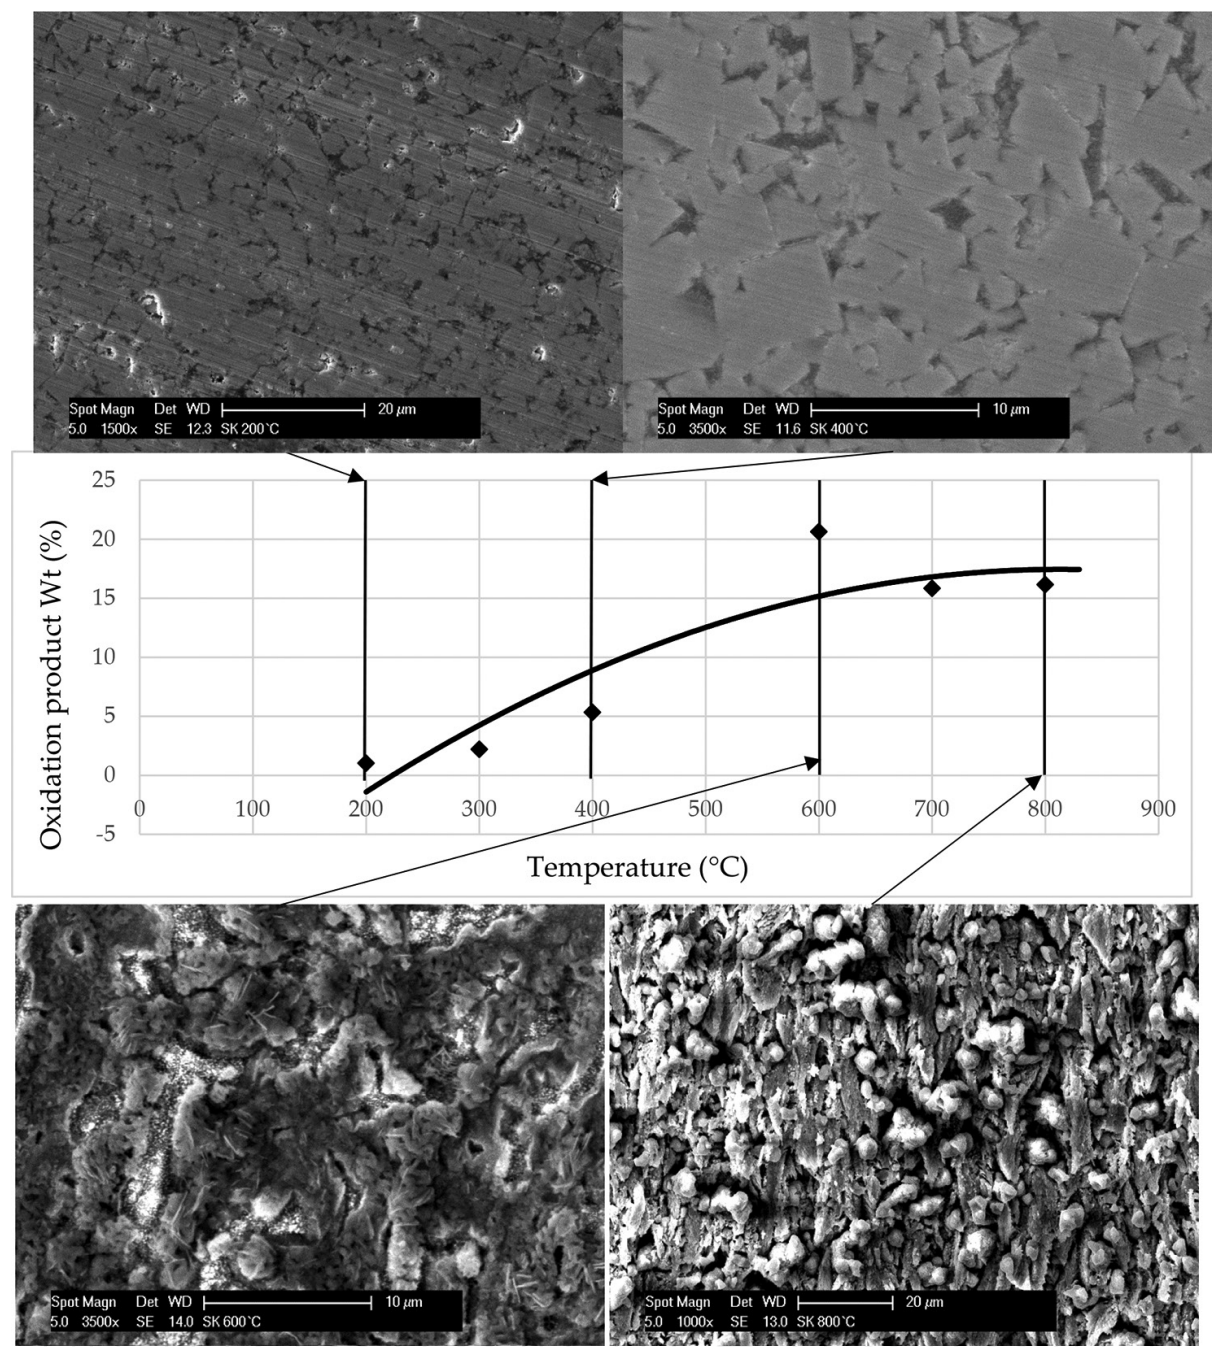 Spot Magn Det WD 20 µm
5.0 1500x SE 12.3 SK 200`C
Spot Magn Det WD 10 µm
5.0 3500x SE 11.6 SK 400`C
25
20
15
10
5
0
-5
Oxidation product Wt (%)
0 100 200 300 400 500 600 700 800 900
Temperature (°C)
Spot Magn Det WD 10 µm
5.0 3500x SE 14.0 SK 600`C
Spot Magn Det WD 20 µm
5.0 1000x SE 13.0 SK 800`C